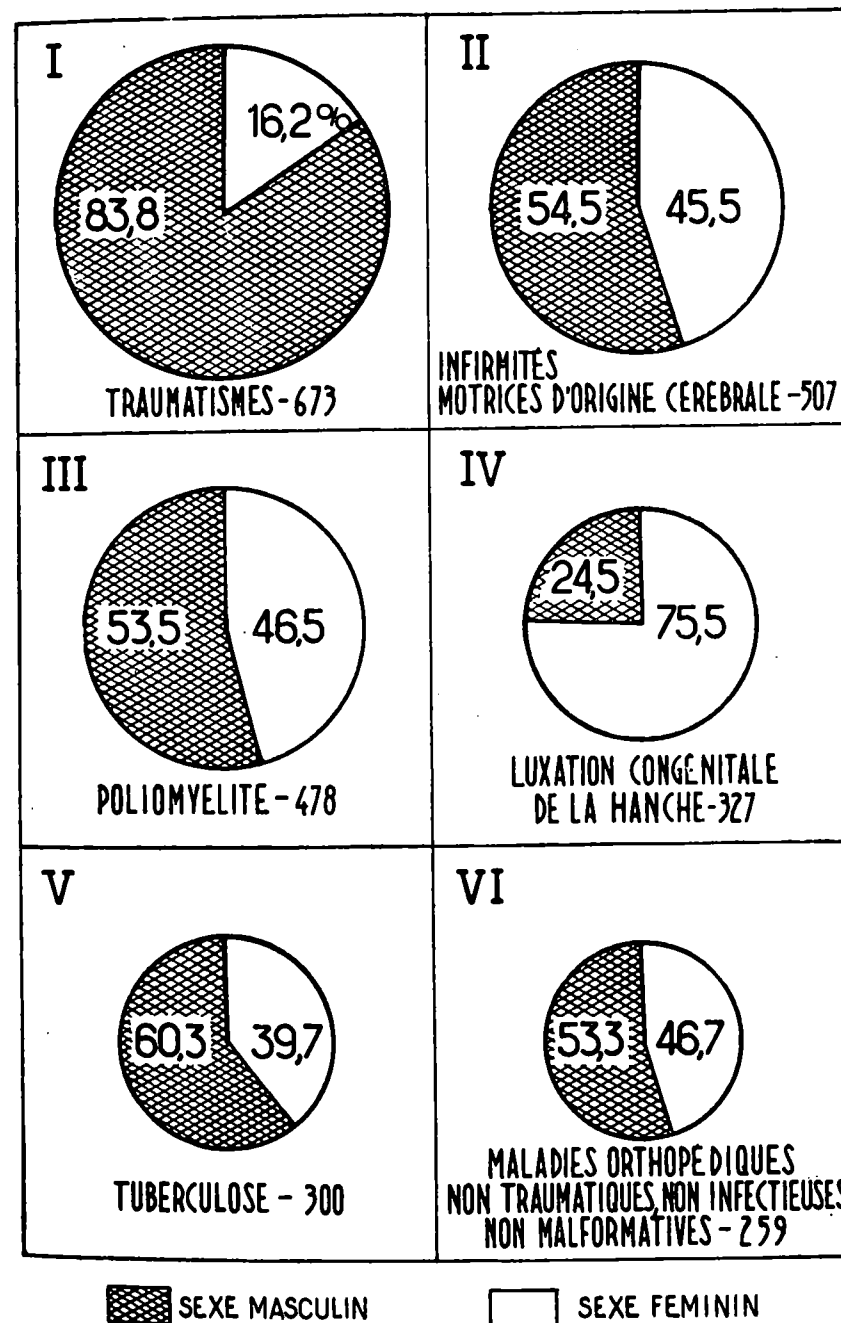 I
16,2%
83,8
TRAUMATISMES-673
II
54,5
45,5
INFIRMITÉS
MOTRICES D'ORIGINE CEREBRALE-507
III
53,5
46,5
POLIOMYELITE-478
IV
24,5
75,5
LUXATION CONGÉNITALE
DE LA HANCHE-327
V
60,3
39,7
TUBERCULOSE - 300
VI
53,3
46,7
MALADIES ORTHOPÉDIQUES
NON TRAUMATIQUES, NON INFECTIEUSES
NON MALFORMATIVES-259
SEXE MASCULIN
SEXE FEMININ